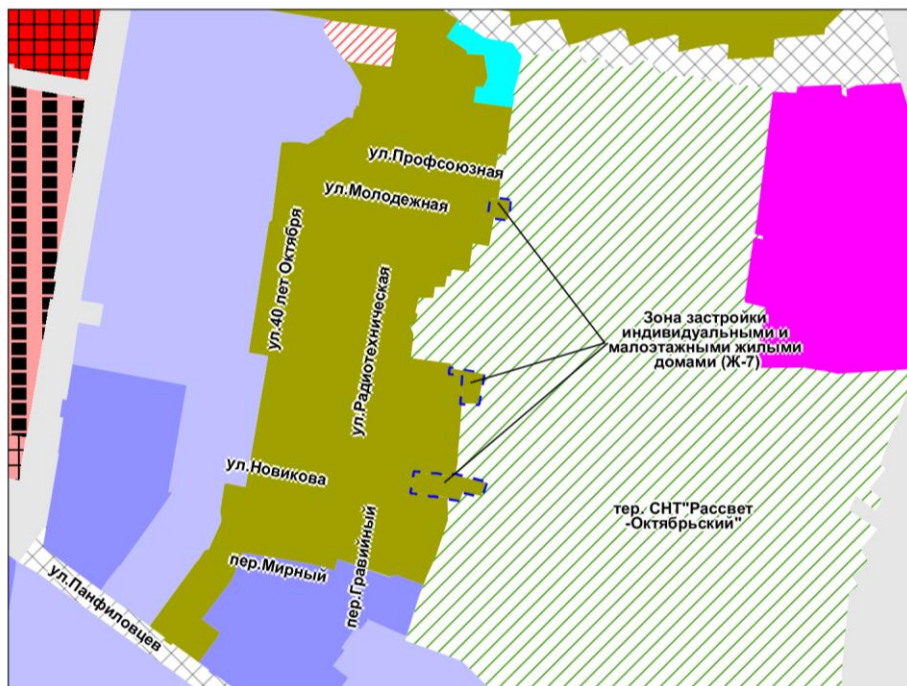 ул.Профсоюзная
ул.Молодежная
ул.40 лет Октября
ул.Радиотехническая
Зона застройки
индивидуальными и
малоэтажными жилыми
домами (Ж-7)
ул.Новикова
тер. СНТ"Рассвет
-Октябрьский"
пер.Гравийный
пер.Мирный
ул.Панфиловцев